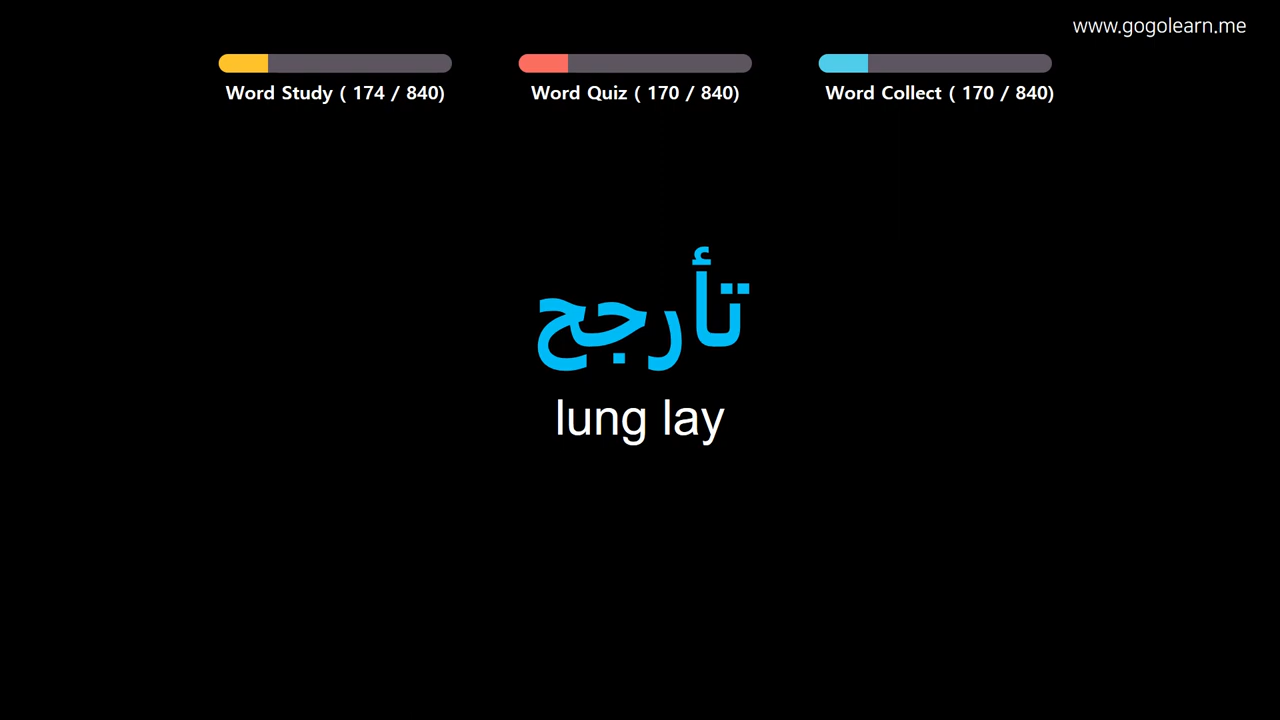 www.gogolearn.me
Word Study ( 174 / 840)
Word Quiz ( 170 / 840)
Word Collect ( 170 / 840)
تأرجح
lung lay